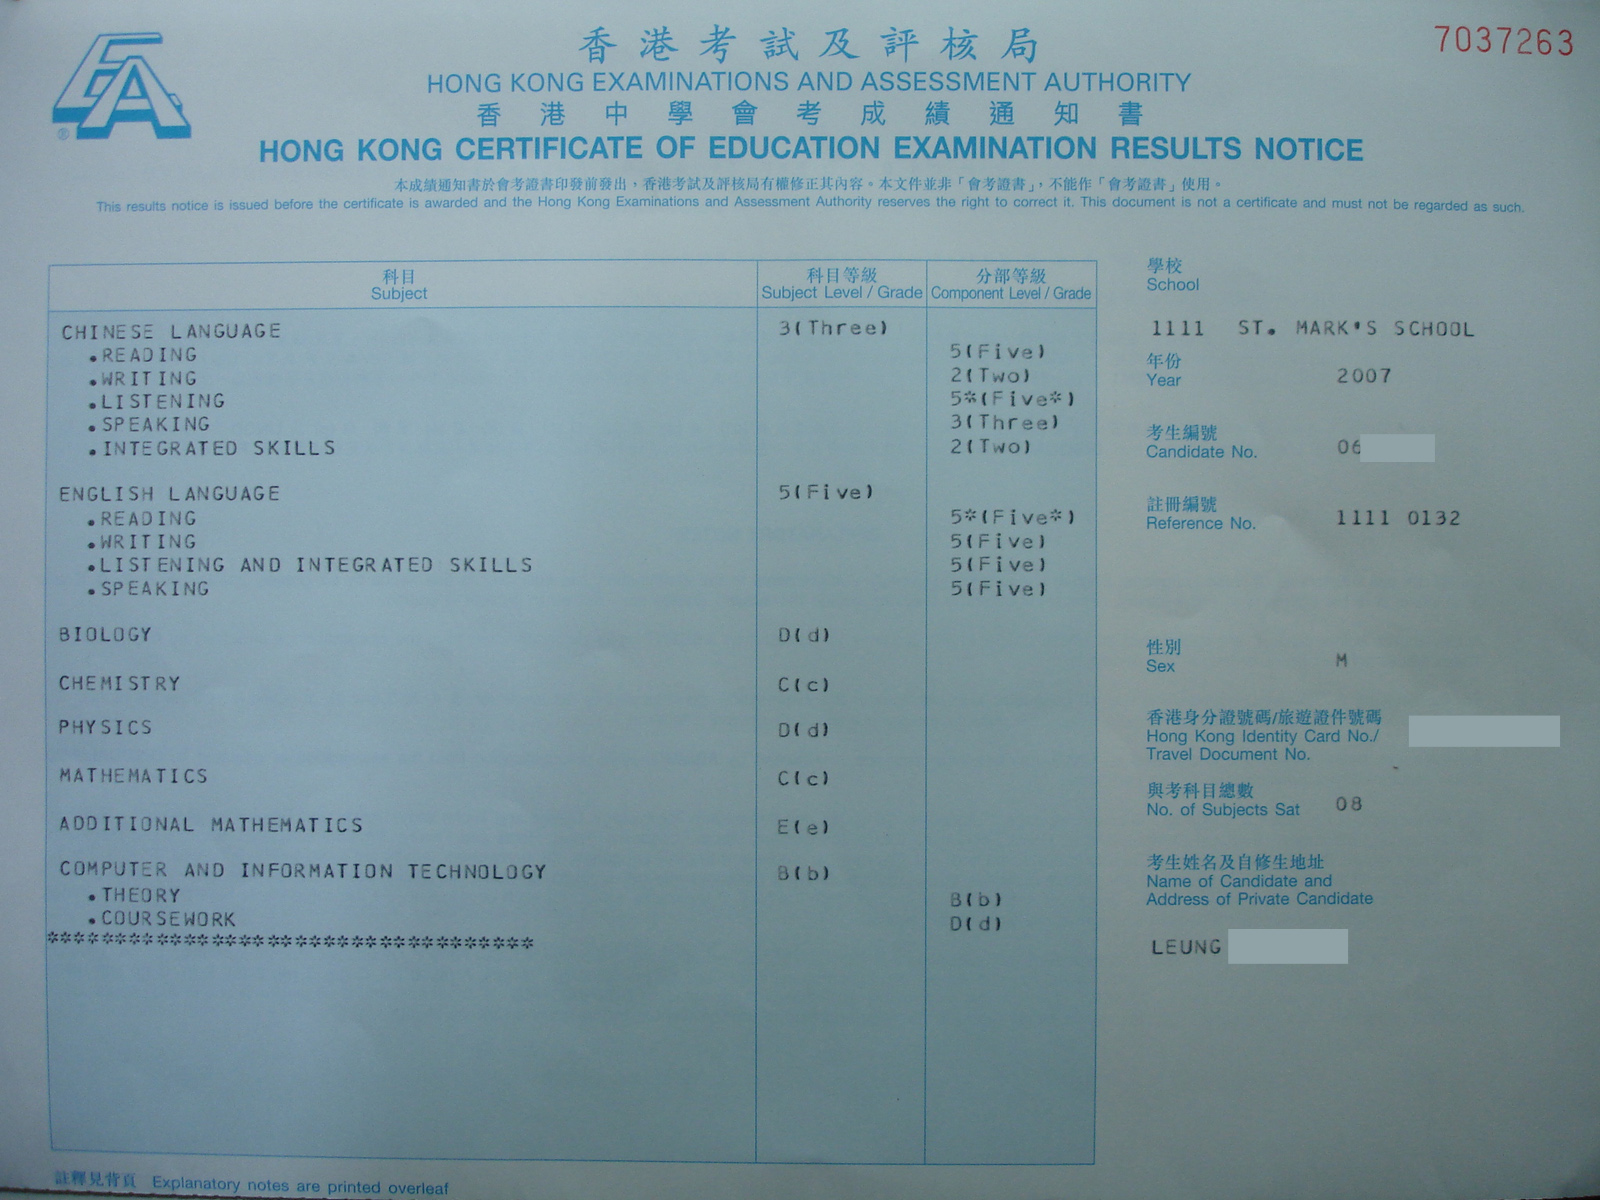 7037263
EA
®
香港考試及評核局
HONG KONG EXAMINATIONS AND ASSESSMENT AUTHORITY
香港中學會考成績通知書
HONG KONG CERTIFICATE OF EDUCATION EXAMINATION RESULTS NOTICE
本成績通知書於會考證書印發前發出，香港考試及評核局有權修正其內容。本文件並非「會考證書」，不能作「會考證書」使用。
This results notice is issued before the certificate is awarded and the Hong Kong Examinations and Assessment Authority reserves the right to correct it. This document is not a certificate and must not be regarded as such.
科目 科目等級 分部等級
Subject Subject Level / Grade Component Level / Grade
CHINESE LANGUAGE 3(Three)
.READING 5(Five)
.WRITING 2(Two)
.LISTENING 5*(Five*)
.SPEAKING 3(Three)
.INTEGRATED SKILLS 2(Two)
ENGLISH LANGUAGE 5(Five)
.READING 5*(Five*)
.WRITING 5(Five)
.LISTENING AND INTEGRATED SKILLS 5(Five)
.SPEAKING 5(Five)
BIOLOGY D(d)
CHEMISTRY C(c)
PHYSICS D(d)
MATHEMATICS C(c)
ADDITIONAL MATHEMATICS E(e)
COMPUTER AND INFORMATION TECHNOLOGY B(b)
.THEORY B(b)
.COURSEWORK D(d)
***********************************
學校
School
1111 ST. MARK'S SCHOOL
年份
Year 2007
考生編號
Candidate No. 06
註冊編號
Reference No. 1111 0132
性別
Sex M
香港身分證號碼/旅遊證件號碼
Hong Kong Identity Card No./
Travel Document No.
與考科目總數
No. of Subjects Sat 08
考生姓名及自修生地址
Name of Candidate and
Address of Private Candidate
LEUNG
註釋見背頁 Explanatory notes are printed overleaf